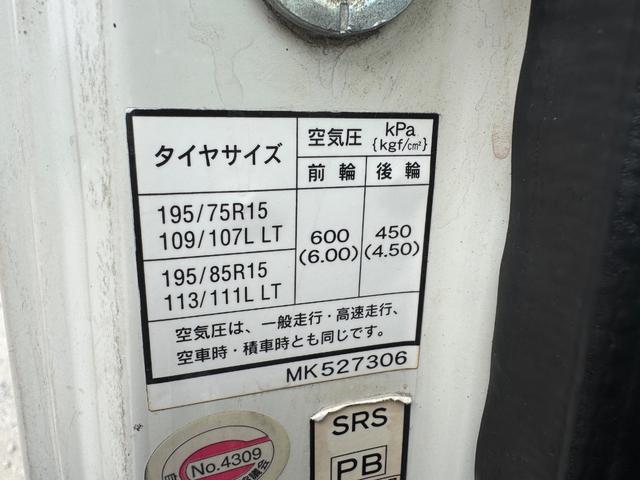 タイヤサイズ
空気圧 kPa {kgf/cm²}
前輪 後輪
195/75R15
109/107L LT
195/85R15
113/111L LT
600 (6.00)
450 (4.50)
空気圧は、一般走行・高速走行、
空車時・積車時とも同じです。
MK527306
No.4309
SRS
PB